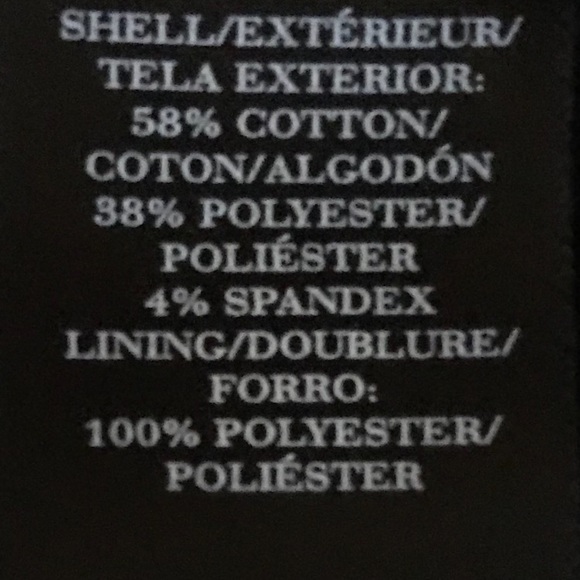 SHELL/EXTÉRIEUR/
TELA EXTERIOR:
58% COTTON/
COTON/ALGODÓN
38% POLYESTER/
POLIÉSTER
4% SPANDEX
LINING/DOUBLURE/
FORRO:
100% POLYESTER/
POLIÉSTER